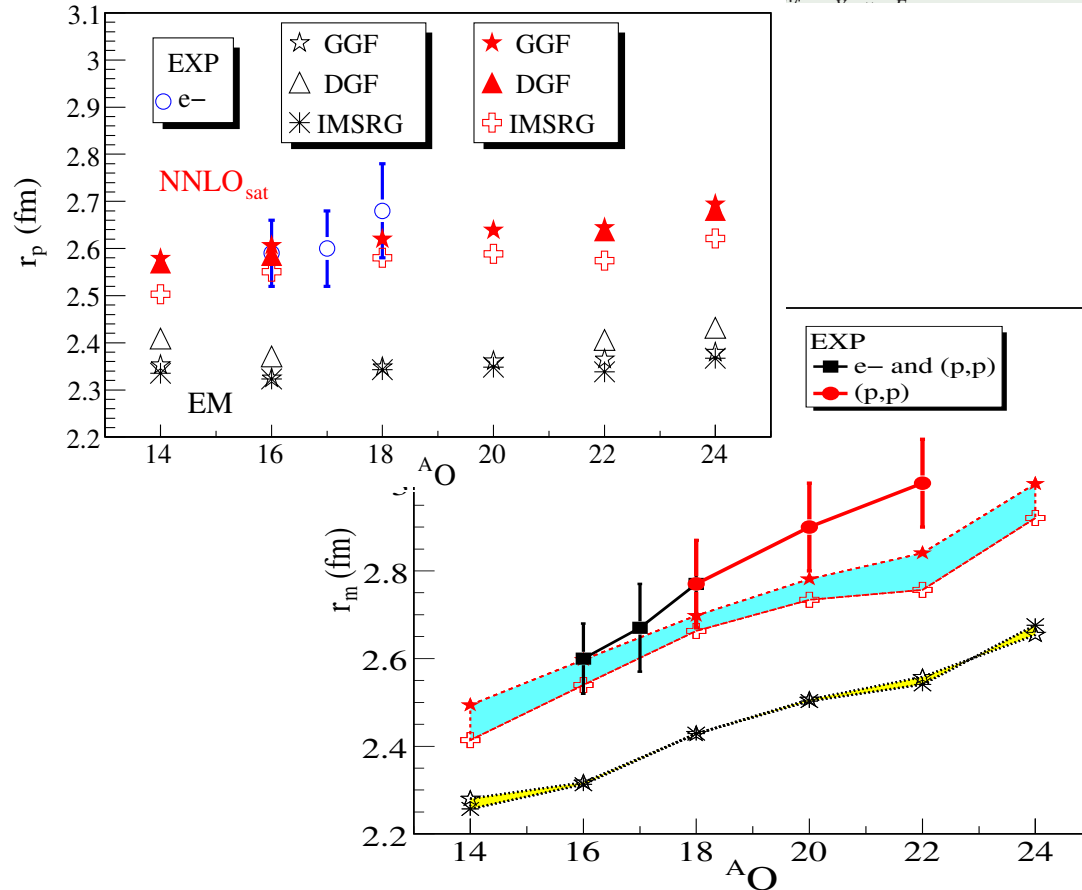 3.1
3
2.9
2.8
2.7
2.6
2.5
2.4
2.3
2.2
r_p (fm)
EXP
e−
GGF
DGF
IMSRG
GGF
DGF
IMSRG
NNLO_sat
EM
14 16 18 20 22 24
^A O
EXP
e− and (p,p)
(p,p)
r_m (fm)
2.8
2.6
2.4
2.2
14 16 18 20 22 24
^A O